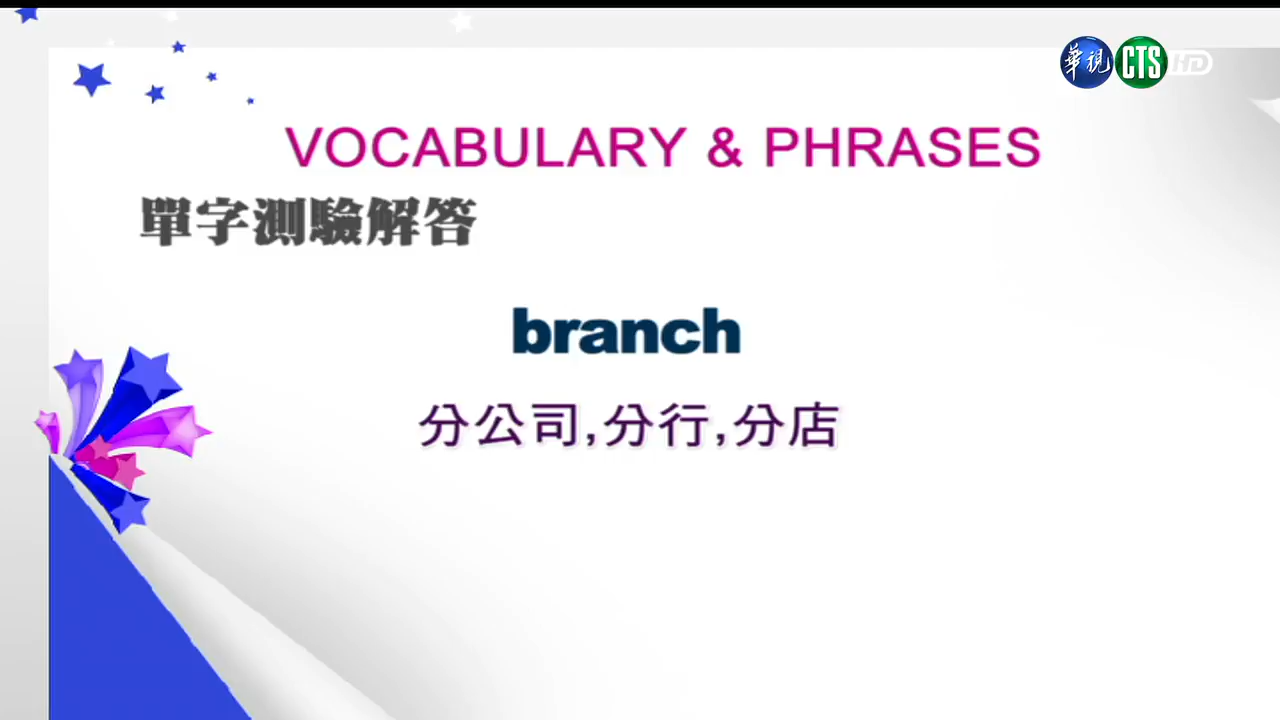 華視 CTS HD
VOCABULARY & PHRASES
單字測驗解答
branch
分公司,分行,分店